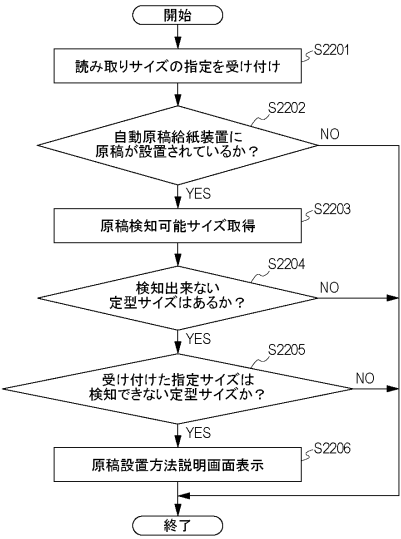 開始
S2201
読み取りサイズの指定を受け付け
S2202
自動原稿給紙装置に
原稿が設置されているか？
NO
YES
S2203
原稿検知可能サイズ取得
S2204
検知出来ない
定型サイズはあるか？
NO
YES
S2205
受け付けた指定サイズは
検知できない定型サイズか？
NO
YES
S2206
原稿設置方法説明画面表示
終了